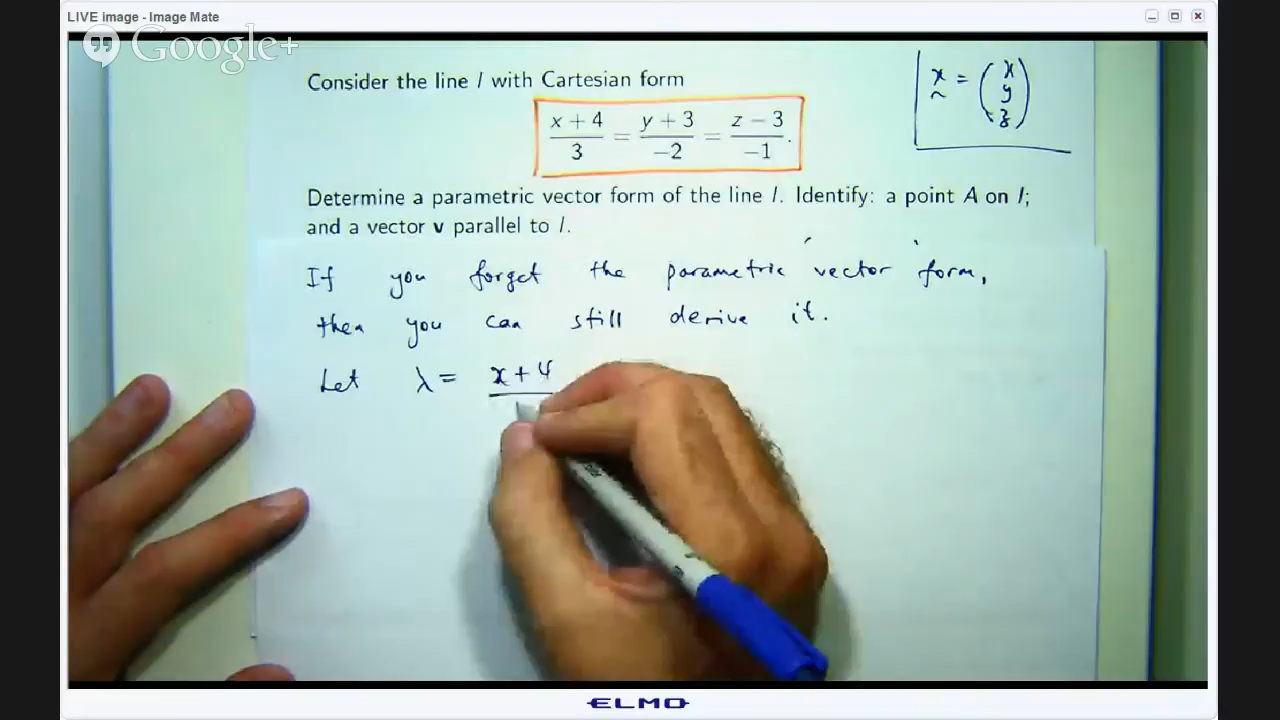 LIVE image - Image Mate
Google+
Consider the line l with Cartesian form
x + 4 / 3 = y + 3 / −2 = z − 3 / −1 .
x = ( x y z )
~
Determine a parametric vector form of the line l. Identify: a point A on l;
and a vector v parallel to l.
If you forget the parametric vector form,
then you can still derive it.
Let λ = x + 4
ELMO